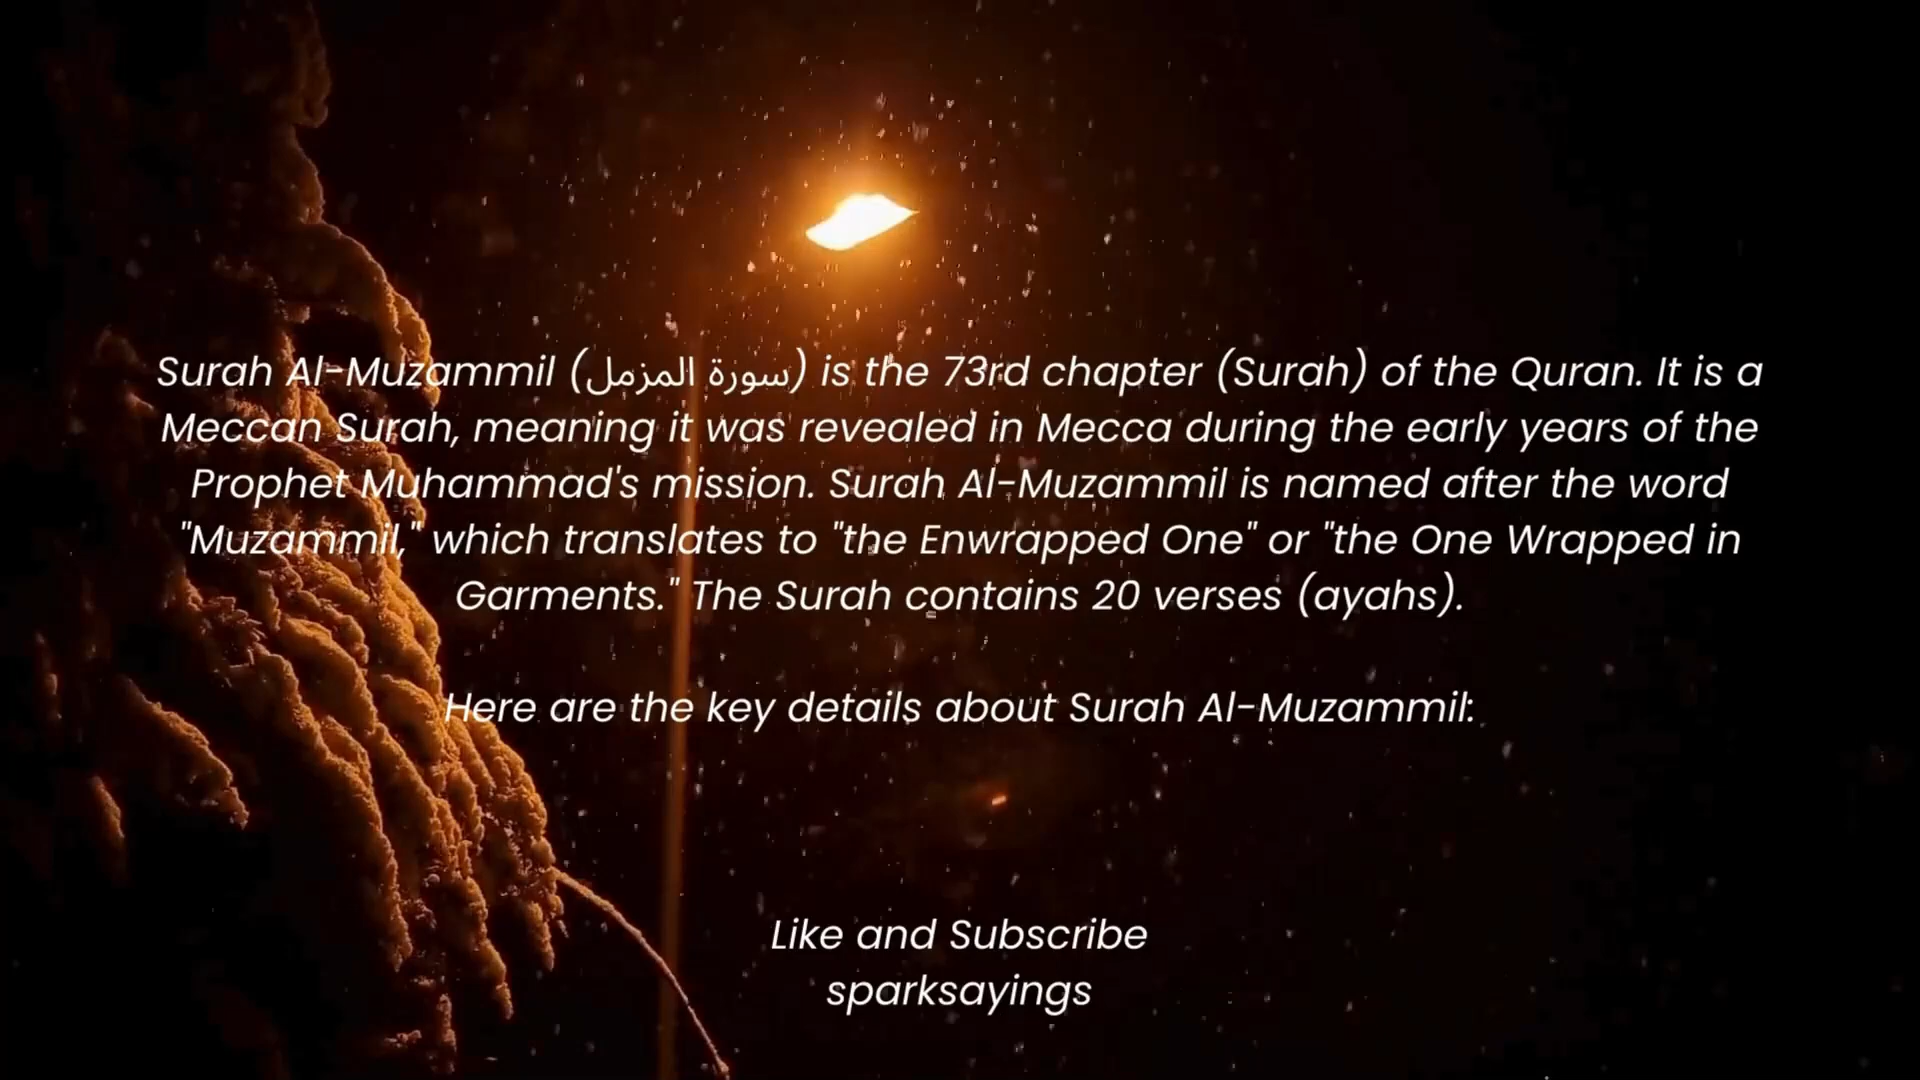 Surah Al-Muzammil (سورة المزمل) is the 73rd chapter (Surah) of the Quran. It is a
Meccan Surah, meaning it was revealed in Mecca during the early years of the
Prophet Muhammad's mission. Surah Al-Muzammil is named after the word
"Muzammil," which translates to "the Enwrapped One" or "the One Wrapped in
Garments." The Surah contains 20 verses (ayahs).
Here are the key details about Surah Al-Muzammil:
Like and Subscribe
sparksayings